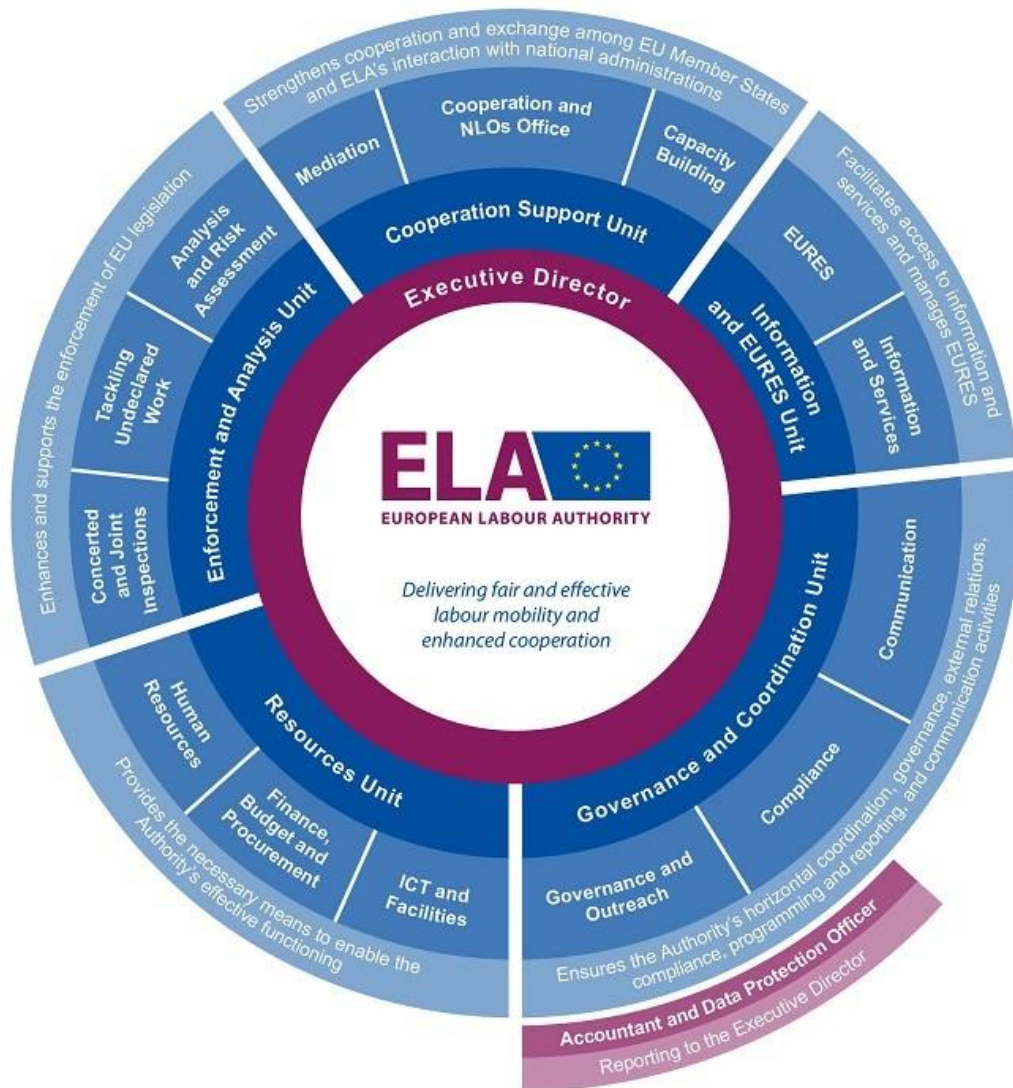 Strengthens cooperation and exchange among EU Member States
and ELA's interaction with national administrations
Mediation
Cooperation and
NLOs Office
Capacity
Building
Cooperation Support Unit
Facilitates access to information and
services and manages EURES
EURES
Information
and Services
Information
and EURES Unit
Ensures the Authority's horizontal coordination, governance, external relations,
compliance, programming and reporting, and communication activities
Communication
Compliance
Governance and
Outreach
Governance and Coordination Unit
Accountant and Data Protection Officer
Reporting to the Executive Director
Provides the necessary means to enable the
Authority's effective functioning
Human
Resources
Finance,
Budget and
Procurement
ICT and
Facilities
Resources Unit
Enhances and supports the enforcement of EU legislation
Analysis
and Risk
Assessment
Tackling
Undeclared
Work
Concerted
and Joint
Inspections
Enforcement and Analysis Unit
Executive Director
ELA
EUROPEAN LABOUR AUTHORITY
Delivering fair and effective
labour mobility and
enhanced cooperation